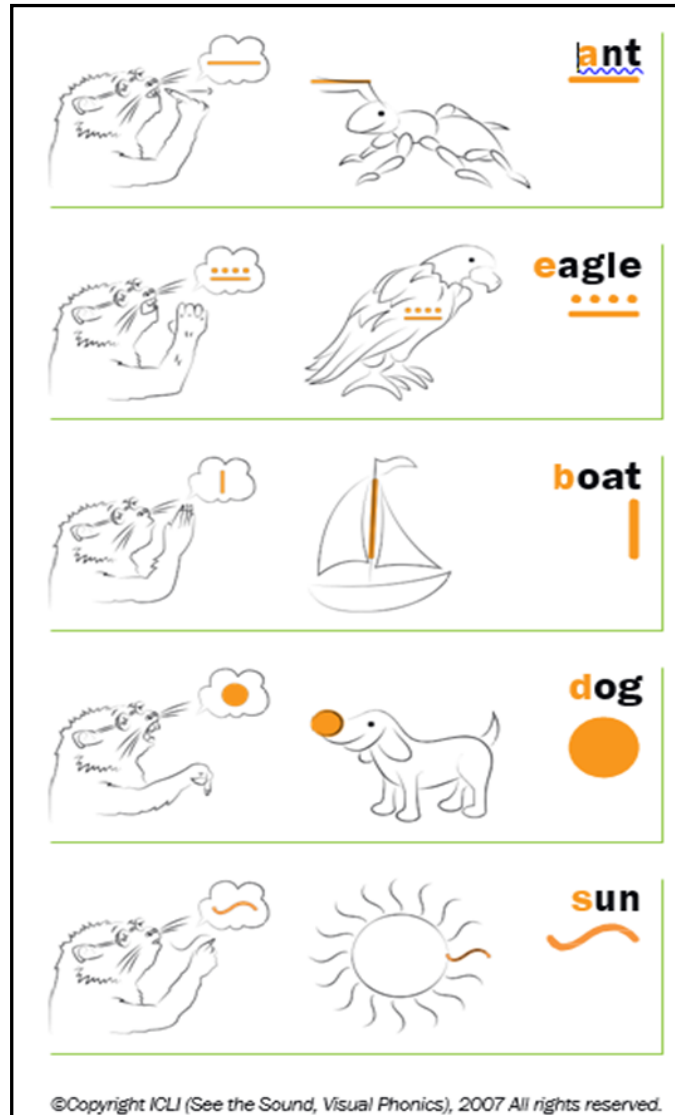 ant
eagle
boat
dog
sun
©Copyright ICLI (See the Sound, Visual Phonics), 2007 All rights reserved.